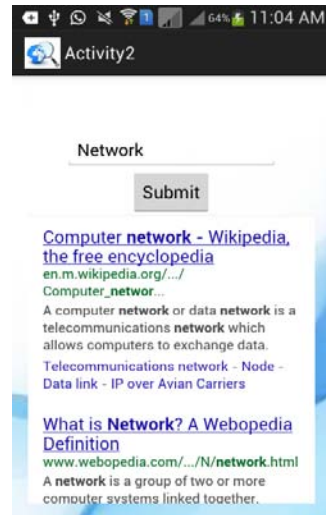 64% 11:04 AM
Activity2
Network
Submit
Computer network - Wikipedia,
the free encyclopedia
en.m.wikipedia.org/.../
Computer_networ...
A computer network or data network is a
telecommunications network which
allows computers to exchange data.
Telecommunications network - Node -
Data link - IP over Avian Carriers
What is Network? A Webopedia
Definition
www.webopedia.com/.../N/network.html
A network is a group of two or more
computer systems linked together.